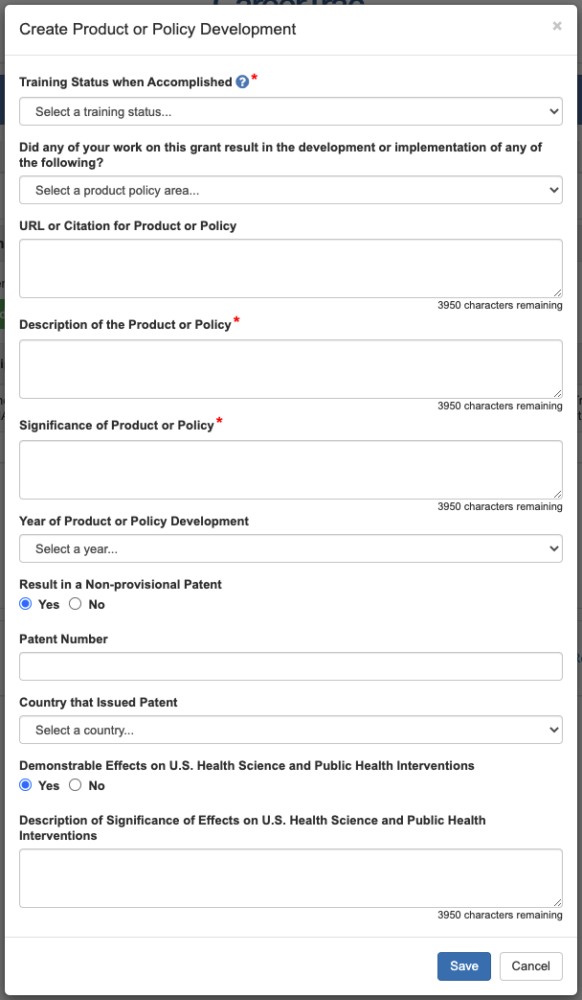 Create Product or Policy Development
×
Training Status when Accomplished ? *
Select a training status...
Did any of your work on this grant result in the development or implementation of any of
the following?
Select a product policy area...
URL or Citation for Product or Policy
3950 characters remaining
Description of the Product or Policy *
3950 characters remaining
Significance of Product or Policy *
3950 characters remaining
Year of Product or Policy Development
Select a year...
Result in a Non-provisional Patent
Yes No
Patent Number
Country that Issued Patent
Select a country...
Demonstrable Effects on U.S. Health Science and Public Health Interventions
Yes No
Description of Significance of Effects on U.S. Health Science and Public Health
Interventions
3950 characters remaining
Save Cancel